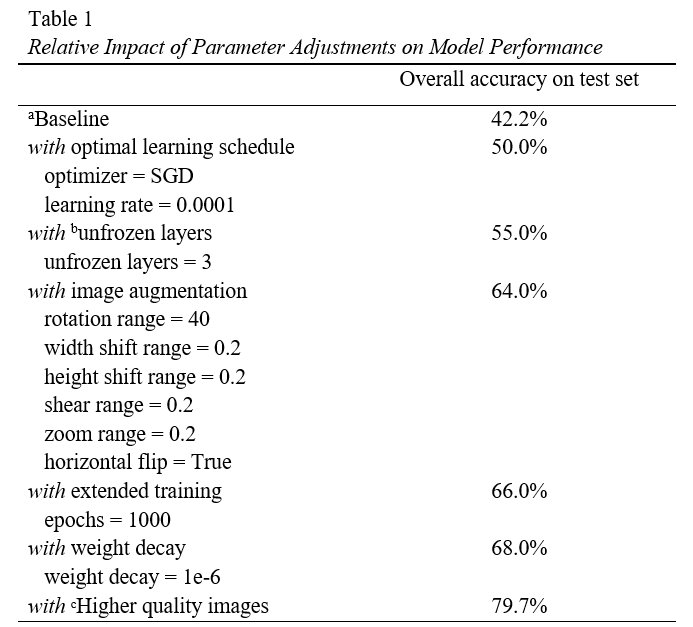 Table 1
Relative Impact of Parameter Adjustments on Model Performance
Overall accuracy on test set
ᵃBaseline 42.2%
with optimal learning schedule 50.0%
optimizer = SGD
learning rate = 0.0001
with ᵇunfrozen layers 55.0%
unfrozen layers = 3
with image augmentation 64.0%
rotation range = 40
width shift range = 0.2
height shift range = 0.2
shear range = 0.2
zoom range = 0.2
horizontal flip = True
with extended training 66.0%
epochs = 1000
with weight decay 68.0%
weight decay = 1e-6
with ᶜHigher quality images 79.7%